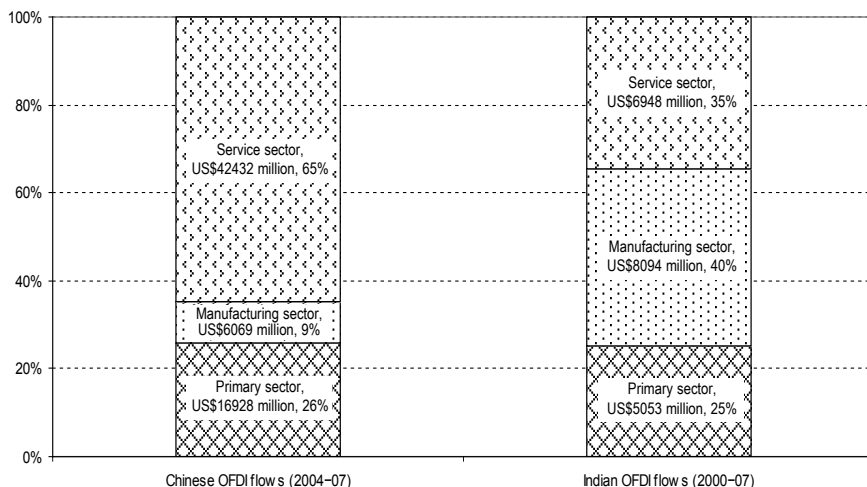 100%
80%
60%
40%
20%
0%
Service sector,
US$42432 million, 65%
Manufacturing sector,
US$6069 million, 9%
Primary sector,
US$16928 million, 26%
Service sector,
US$6948 million, 35%
Manufacturing sector,
US$8094 million, 40%
Primary sector,
US$5053 million, 25%
Chinese OFDI flows (2004–07)
Indian OFDI flows (2000–07)